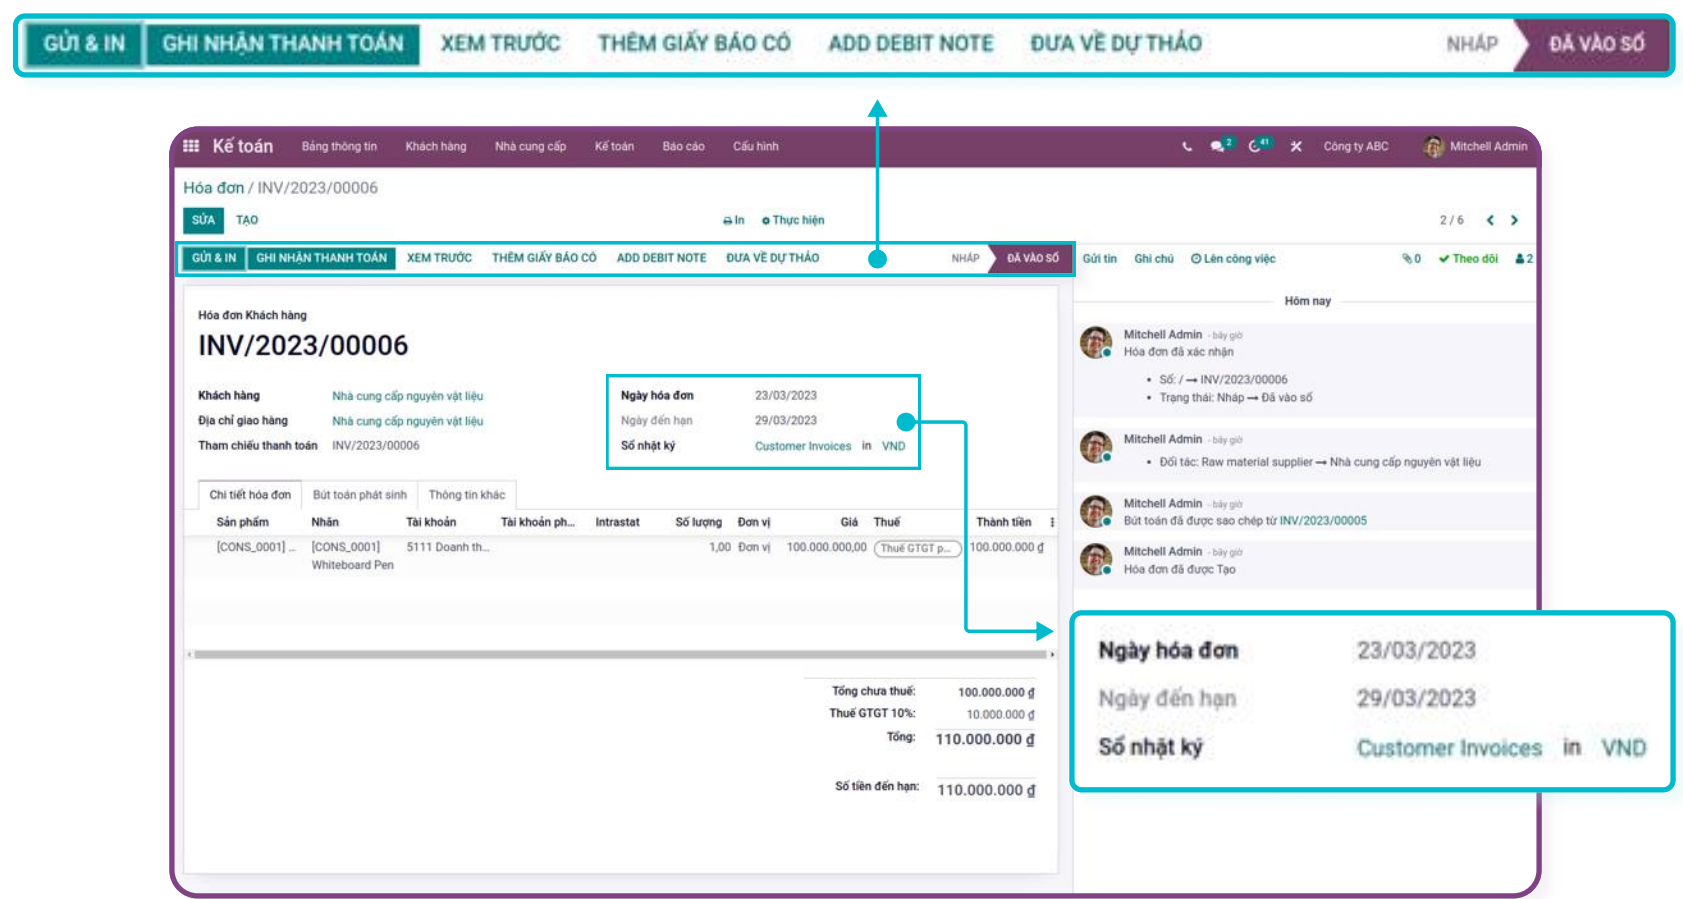 GỬI & IN GHI NHẬN THANH TOÁN XEM TRƯỚC THÊM GIẤY BÁO CÓ ADD DEBIT NOTE ĐƯA VỀ DỰ THẢO NHÁP ĐÃ VÀO SỔ
Kế toán Bảng thông tin Khách hàng Nhà cung cấp Kế toán Báo cáo Cấu hình 2 41 Công ty ABC Mitchell Admin
Hóa đơn / INV/2023/00006
SỬA TẠO In Thực hiện 2 / 6
GỬI & IN GHI NHẬN THANH TOÁN XEM TRƯỚC THÊM GIẤY BÁO CÓ ADD DEBIT NOTE ĐƯA VỀ DỰ THẢO NHÁP ĐÃ VÀO SỔ Gửi tin Ghi chú Lên công việc 0 Theo dõi 2
Hóa đơn Khách hàng
INV/2023/00006
Khách hàng Nhà cung cấp nguyên vật liệu
Địa chỉ giao hàng Nhà cung cấp nguyên vật liệu
Tham chiếu thanh toán INV/2023/00006
Ngày hóa đơn 23/03/2023
Ngày đến hạn 29/03/2023
Sổ nhật ký Customer Invoices in VND
Chi tiết hóa đơn Bút toán phát sinh Thông tin khác
Sản phẩm Nhãn Tài khoản Tài khoản ph... Intrastat Số lượng Đơn vị Giá Thuế Thành tiền
[CONS_0001] ... [CONS_0001] 5111 Doanh th... 1,00 Đơn vị 100.000.000,00 Thuế GTGT p... 100.000.000 ₫
Whiteboard Pen
Tổng chưa thuế: 100.000.000 ₫
Thuế GTGT 10%: 10.000.000 ₫
Tổng: 110.000.000 ₫
Số tiền đến hạn: 110.000.000 ₫
Hôm nay
Mitchell Admin - bây giờ
Hóa đơn đã xác nhận
• Số: / → INV/2023/00006
• Trạng thái: Nháp → Đã vào sổ
Mitchell Admin - bây giờ
• Đối tác: Raw material supplier → Nhà cung cấp nguyên vật liệu
Mitchell Admin - bây giờ
Bút toán đã được sao chép từ INV/2023/00005
Mitchell Admin - bây giờ
Hóa đơn đã được Tạo
Ngày hóa đơn 23/03/2023
Ngày đến hạn 29/03/2023
Sổ nhật ký Customer Invoices in VND